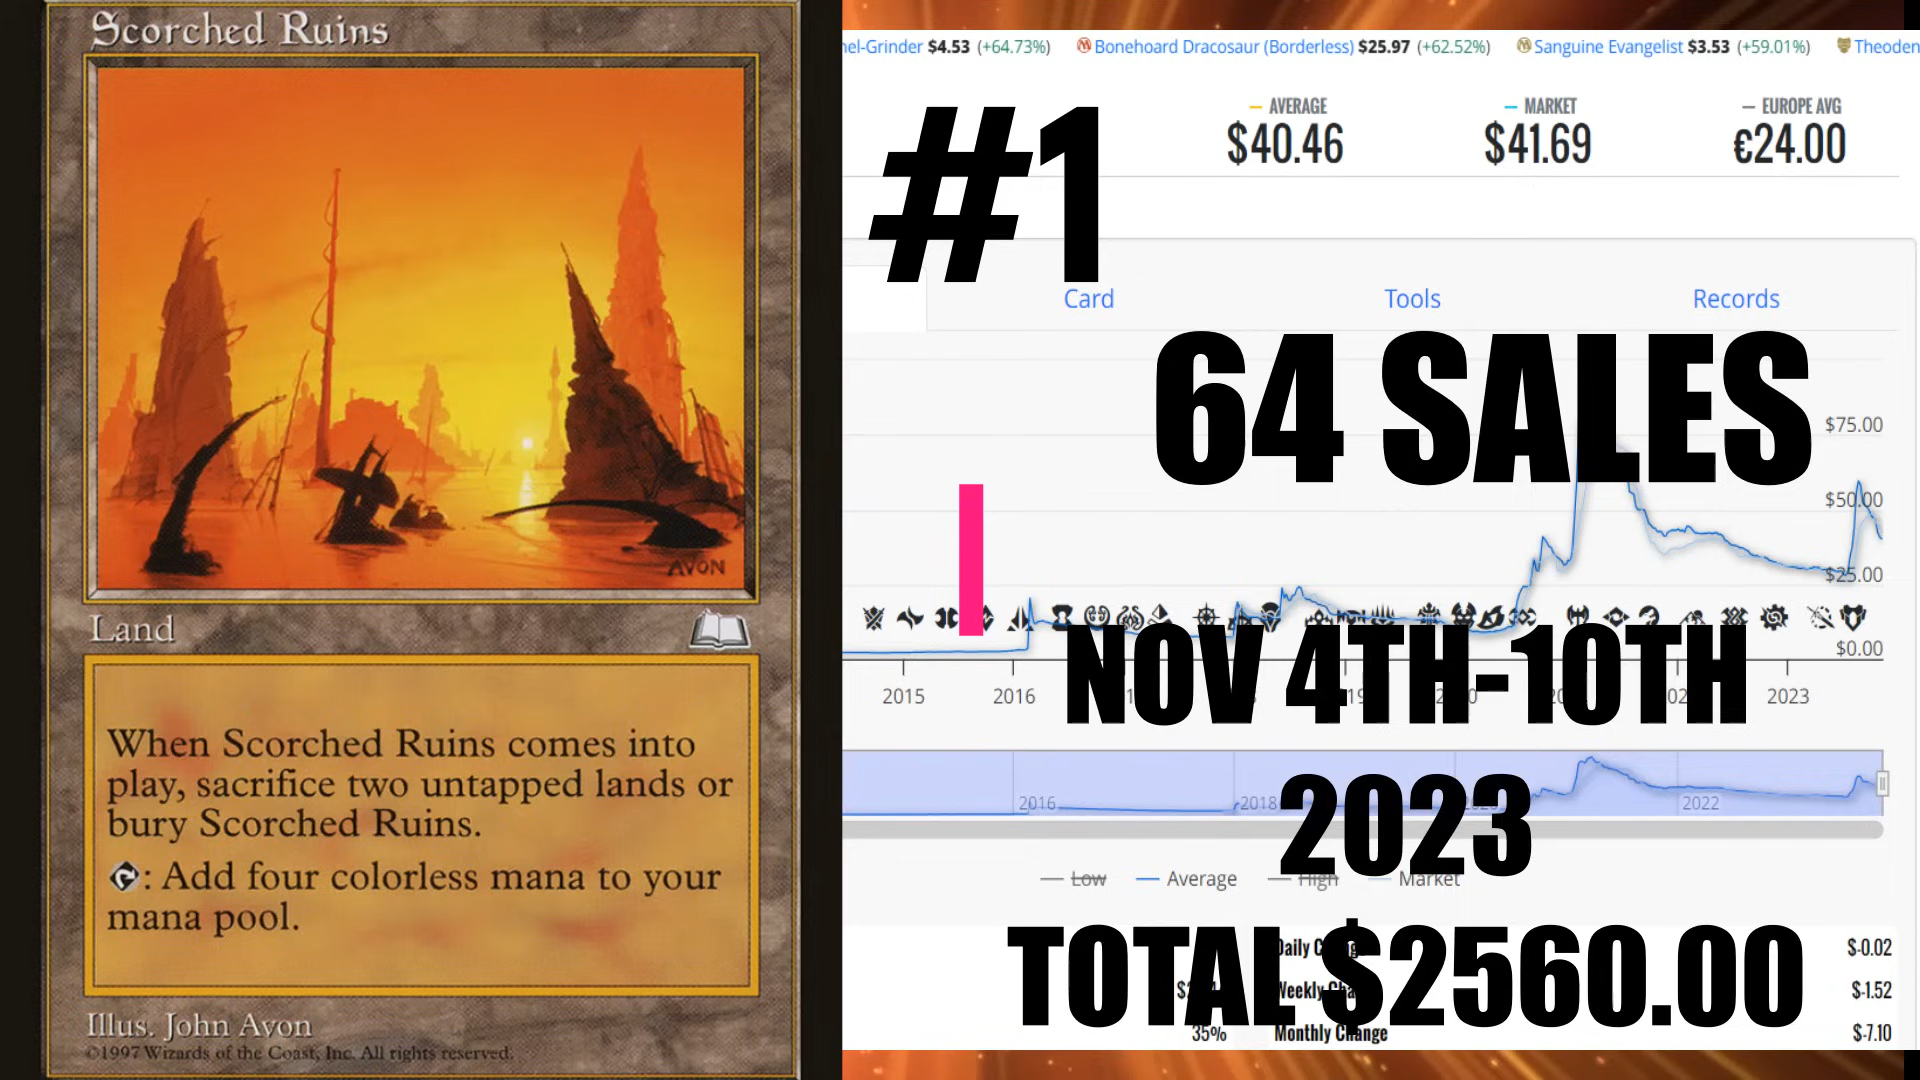 Scorched Ruins
AVON
Land
When Scorched Ruins comes into
play, sacrifice two untapped lands or
bury Scorched Ruins.
: Add four colorless mana to your
mana pool.
Illus. John Avon
©1997 Wizards of the Coast, Inc. All rights reserved.
nel-Grinder $4.53 (+64.73%) Bonehoard Dracosaur (Borderless) $25.97 (+62.52%) Sanguine Evangelist $3.53 (+59.01%) Theoden
AVERAGE MARKET EUROPE AVG
$40.46 $41.69 €24.00
#1
Card Tools Records
64 SALES
$75.00
$50.00
$25.00
$0.00
2015 2016 2023
NOV 4TH-10TH
2016 2018 2022
2023
Low Average High Market
TOTAL $2560.00
Daily Change $-0.02
Weekly Change $-1.52
35% Monthly Change $-7.10